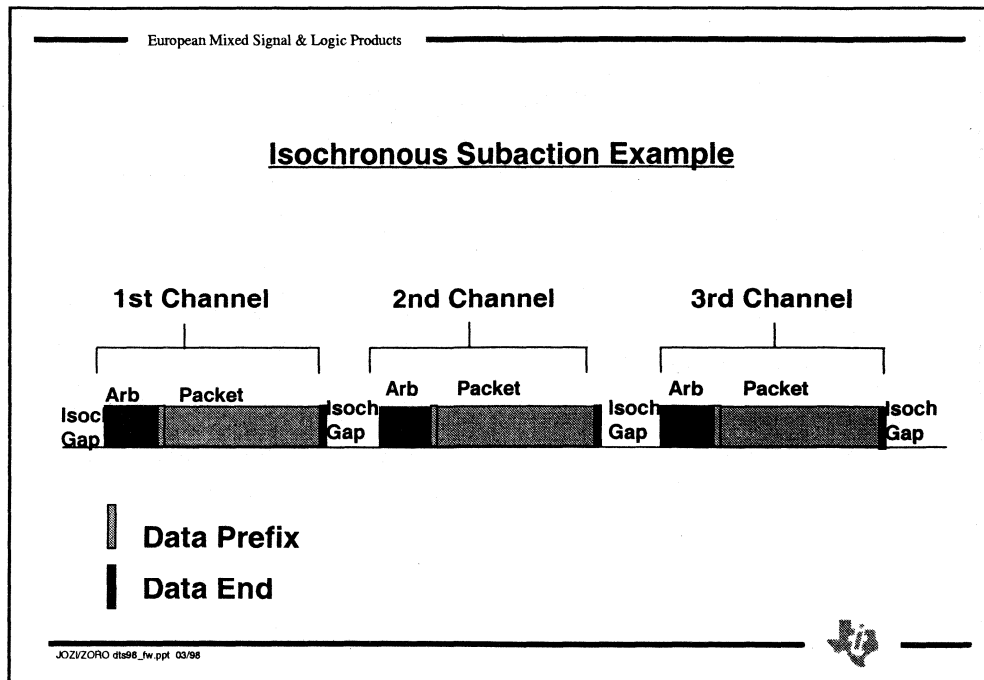 European Mixed Signal & Logic Products
Isochronous Subaction Example
1st Channel
2nd Channel
3rd Channel
Arb Packet
Arb Packet
Arb Packet
Isoch
Gap
Isoch
Gap
Isoch
Gap
Isoch
Gap
Data Prefix
Data End
JOZI/ZORO dts98_fw.ppt 03/98